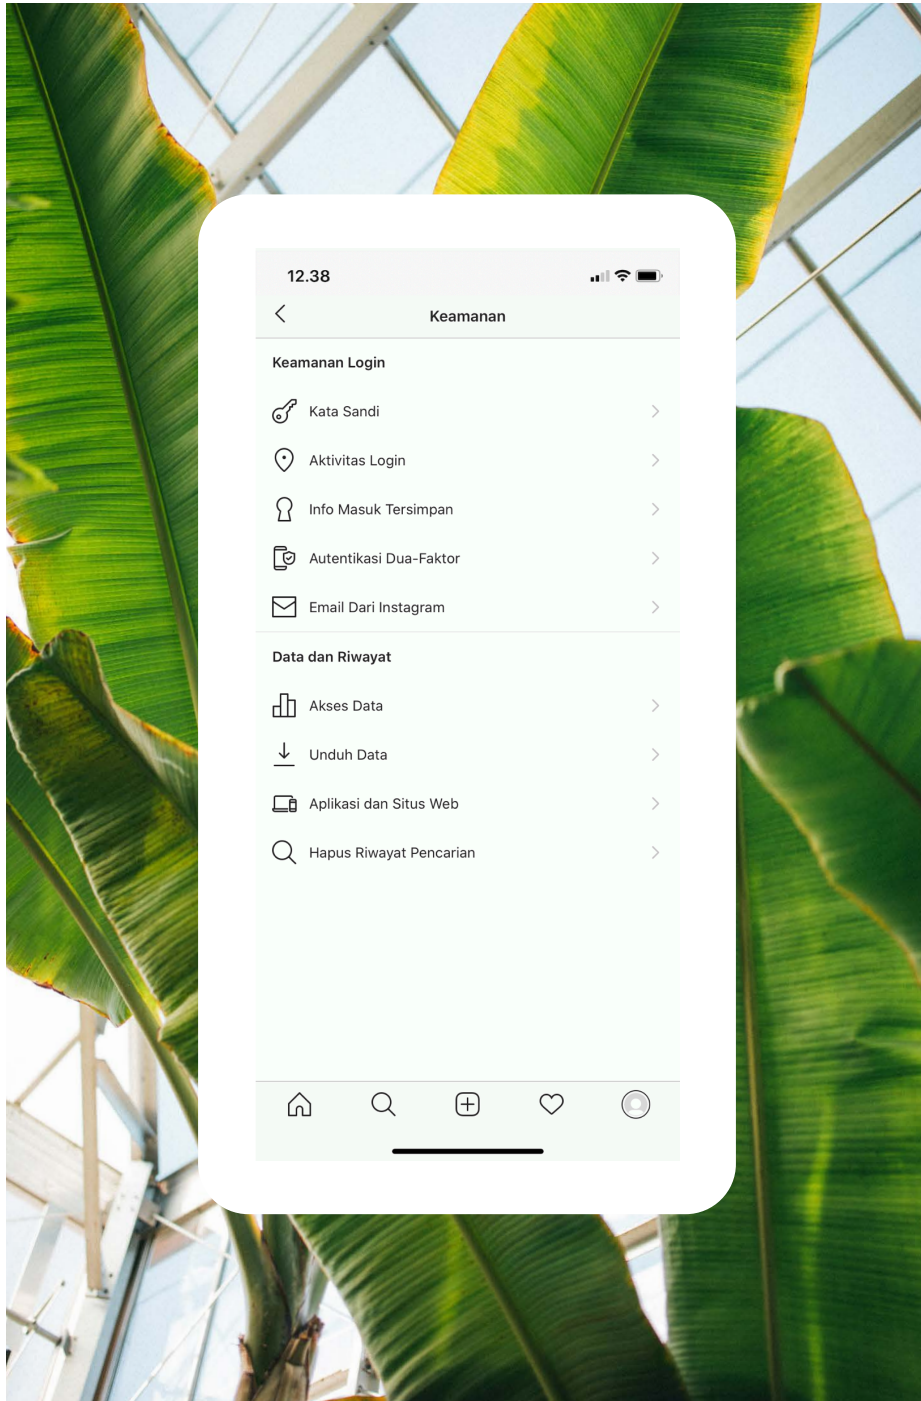 12.38
Keamanan
Keamanan Login
Kata Sandi
Aktivitas Login
Info Masuk Tersimpan
Autentikasi Dua-Faktor
Email Dari Instagram
Data dan Riwayat
Akses Data
Unduh Data
Aplikasi dan Situs Web
Hapus Riwayat Pencarian